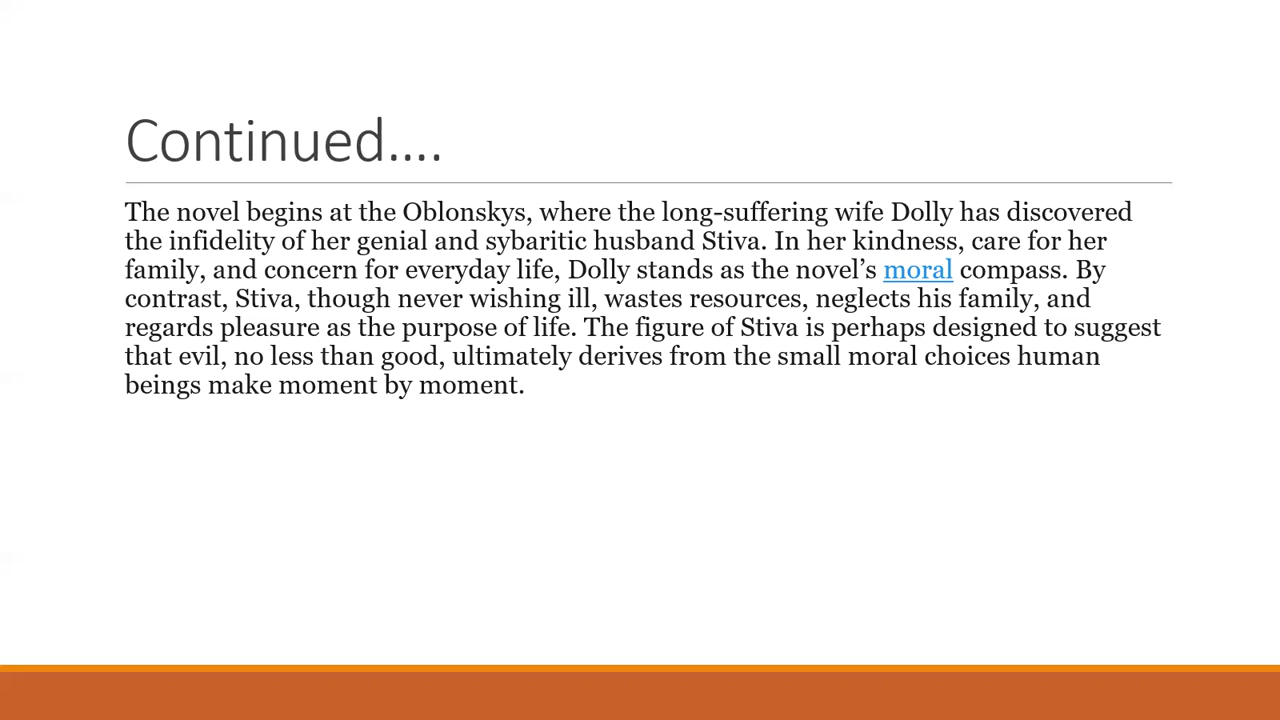 Continued....
The novel begins at the Oblonskys, where the long-suffering wife Dolly has discovered
the infidelity of her genial and sybaritic husband Stiva. In her kindness, care for her
family, and concern for everyday life, Dolly stands as the novel’s moral compass. By
contrast, Stiva, though never wishing ill, wastes resources, neglects his family, and
regards pleasure as the purpose of life. The figure of Stiva is perhaps designed to suggest
that evil, no less than good, ultimately derives from the small moral choices human
beings make moment by moment.